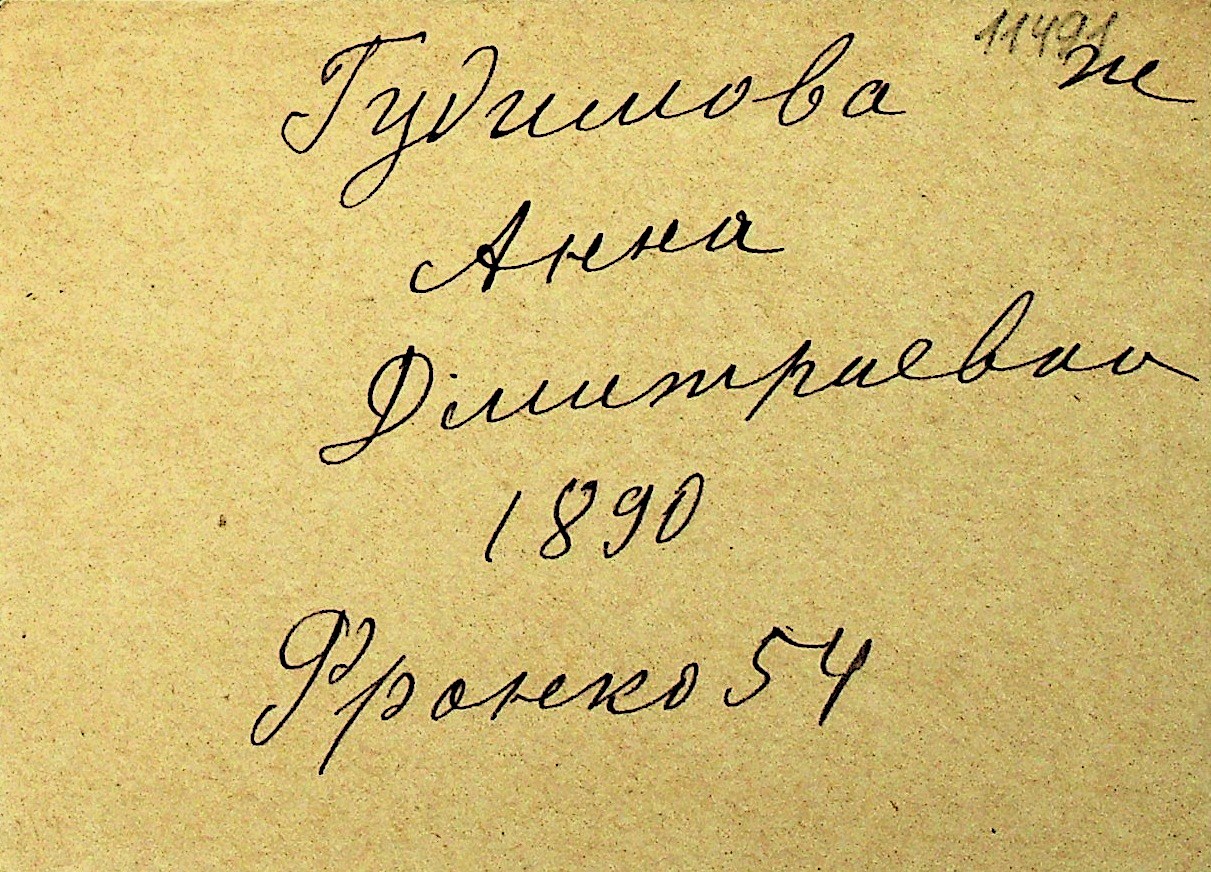 11491
Гудимова ж
Анна
Дмитриевна
1890
Франко 54